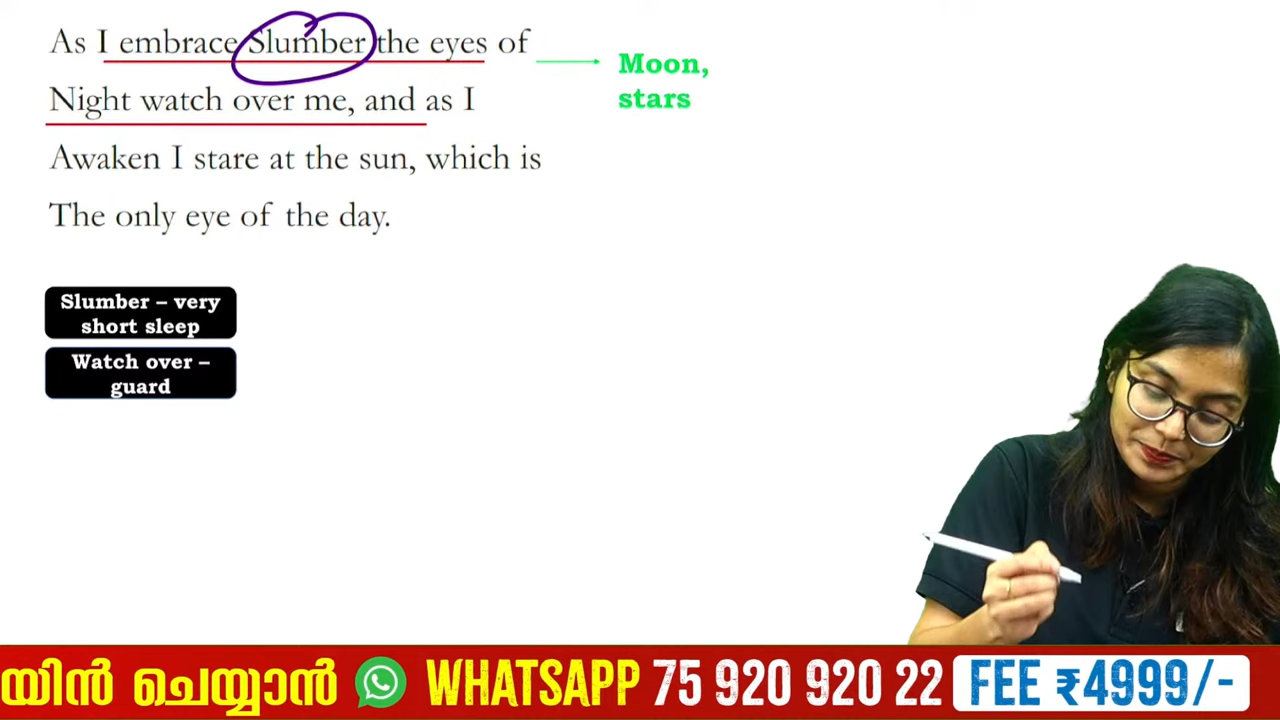 As I embrace Slumber the eyes of
Night watch over me, and as I
Awaken I stare at the sun, which is
The only eye of the day.
Moon,
stars
Slumber – very
short sleep
Watch over –
guard
യിൻ ചെയ്യാൻ WHATSAPP 75 920 920 22 FEE ₹4999/-